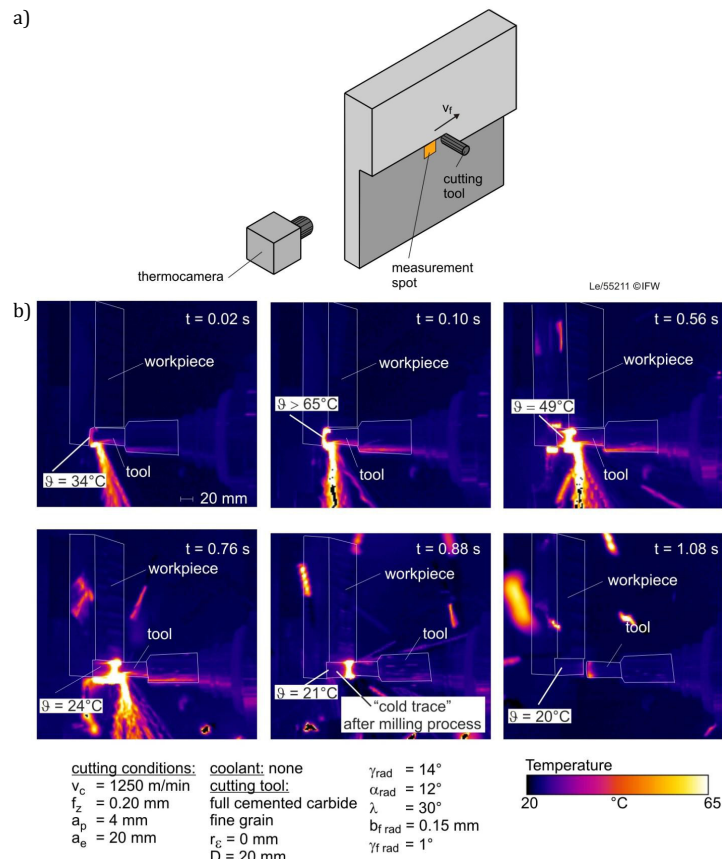 a)
v_f
cutting
tool
thermocamera
measurement
spot
Le/55211 ©IFW
b)
t = 0.02 s
workpiece
tool
ϑ = 34°C
20 mm
t = 0.10 s
workpiece
ϑ > 65°C
tool
t = 0.56 s
workpiece
ϑ = 49°C
tool
t = 0.76 s
workpiece
tool
ϑ = 24°C
t = 0.88 s
workpiece
tool
ϑ = 21°C
"cold trace"
after milling process
t = 1.08 s
workpiece
tool
ϑ = 20°C
cutting conditions:
v_c = 1250 m/min
f_z = 0.20 mm
a_p = 4 mm
a_e = 20 mm
coolant: none
cutting tool:
full cemented carbide
fine grain
r_ε = 0 mm
D = 20 mm
γ_rad = 14°
α_rad = 12°
λ = 30°
b_f rad = 0.15 mm
γ_f rad = 1°
Temperature
20 °C 65